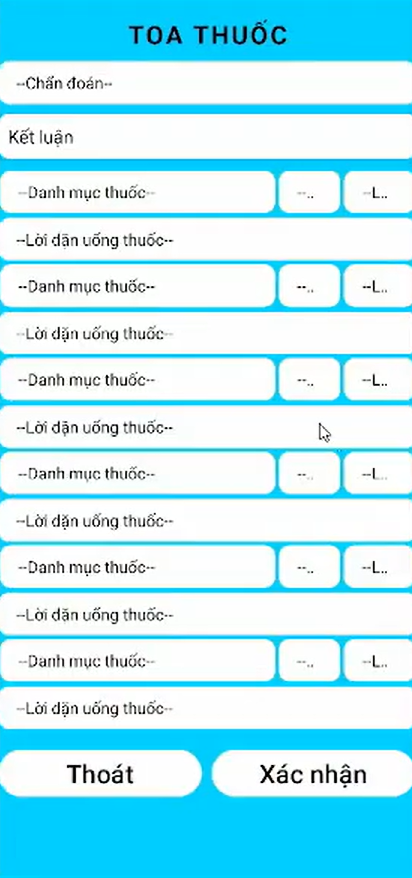 TOA THUỐC
--Chẩn đoán--
Kết luận
--Danh mục thuốc-- --.. --L..
--Lời dặn uống thuốc--
--Danh mục thuốc-- --.. --L..
--Lời dặn uống thuốc--
--Danh mục thuốc-- --.. --L..
--Lời dặn uống thuốc--
--Danh mục thuốc-- --.. --L..
--Lời dặn uống thuốc--
--Danh mục thuốc-- --.. --L..
--Lời dặn uống thuốc--
--Danh mục thuốc-- --.. --L..
--Lời dặn uống thuốc--
Thoát Xác nhận